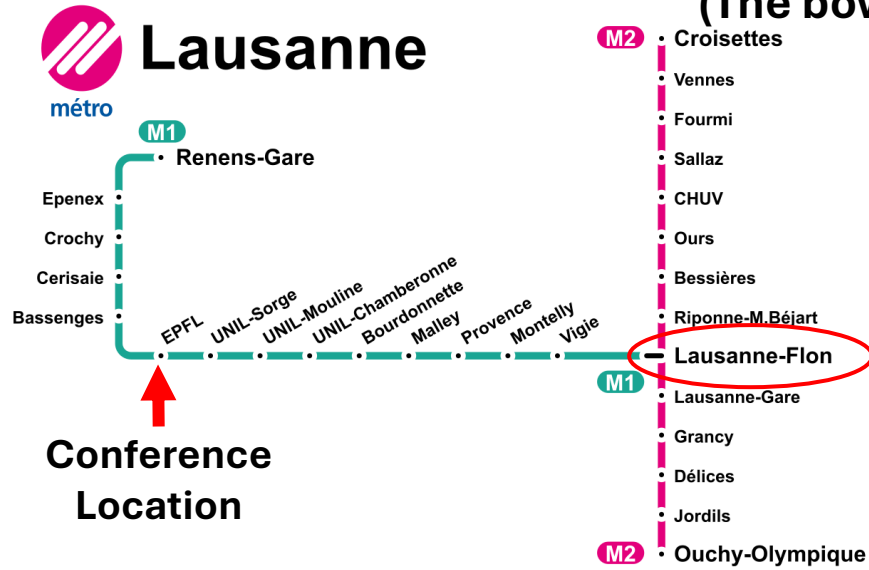 (The bow
Lausanne
métro
M2
Croisettes
Vennes
Fourmi
Sallaz
CHUV
Ours
Bessières
Riponne-M.Béjart
Lausanne-Flon
Lausanne-Gare
Grancy
Délices
Jordils
M2
Ouchy-Olympique
M1
Renens-Gare
Epenex
Crochy
Cerisaie
Bassenges
EPFL
UNIL-Sorge
UNIL-Mouline
UNIL-Chamberonne
Bourdonnette
Malley
Provence
Montelly
Vigie
M1
Conference
Location